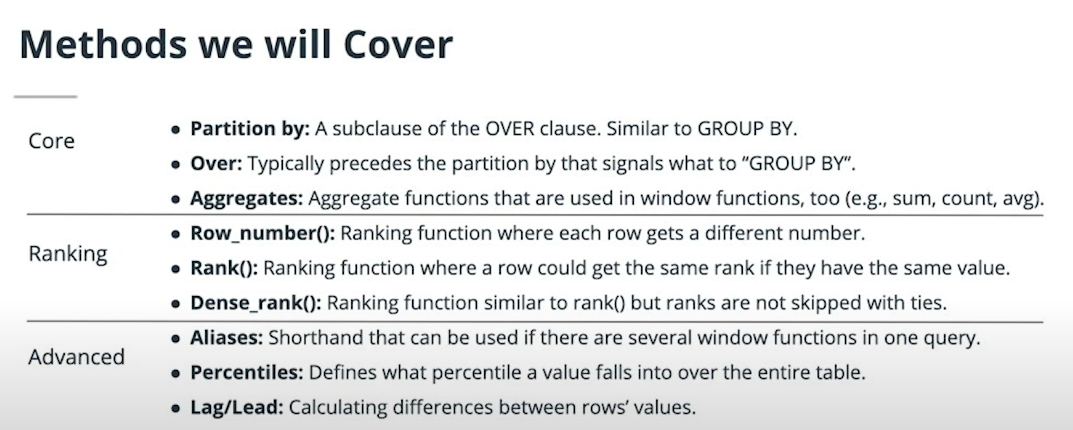 Methods we will Cover
Core
• Partition by: A subclause of the OVER clause. Similar to GROUP BY.
• Over: Typically precedes the partition by that signals what to ”GROUP BY”.
• Aggregates: Aggregate functions that are used in window functions, too (e.g., sum, count, avg).
Ranking
• Row_number(): Ranking function where each row gets a different number.
• Rank(): Ranking function where a row could get the same rank if they have the same value.
• Dense_rank(): Ranking function similar to rank() but ranks are not skipped with ties.
Advanced
• Aliases: Shorthand that can be used if there are several window functions in one query.
• Percentiles: Defines what percentile a value falls into over the entire table.
• Lag/Lead: Calculating differences between rows’ values.